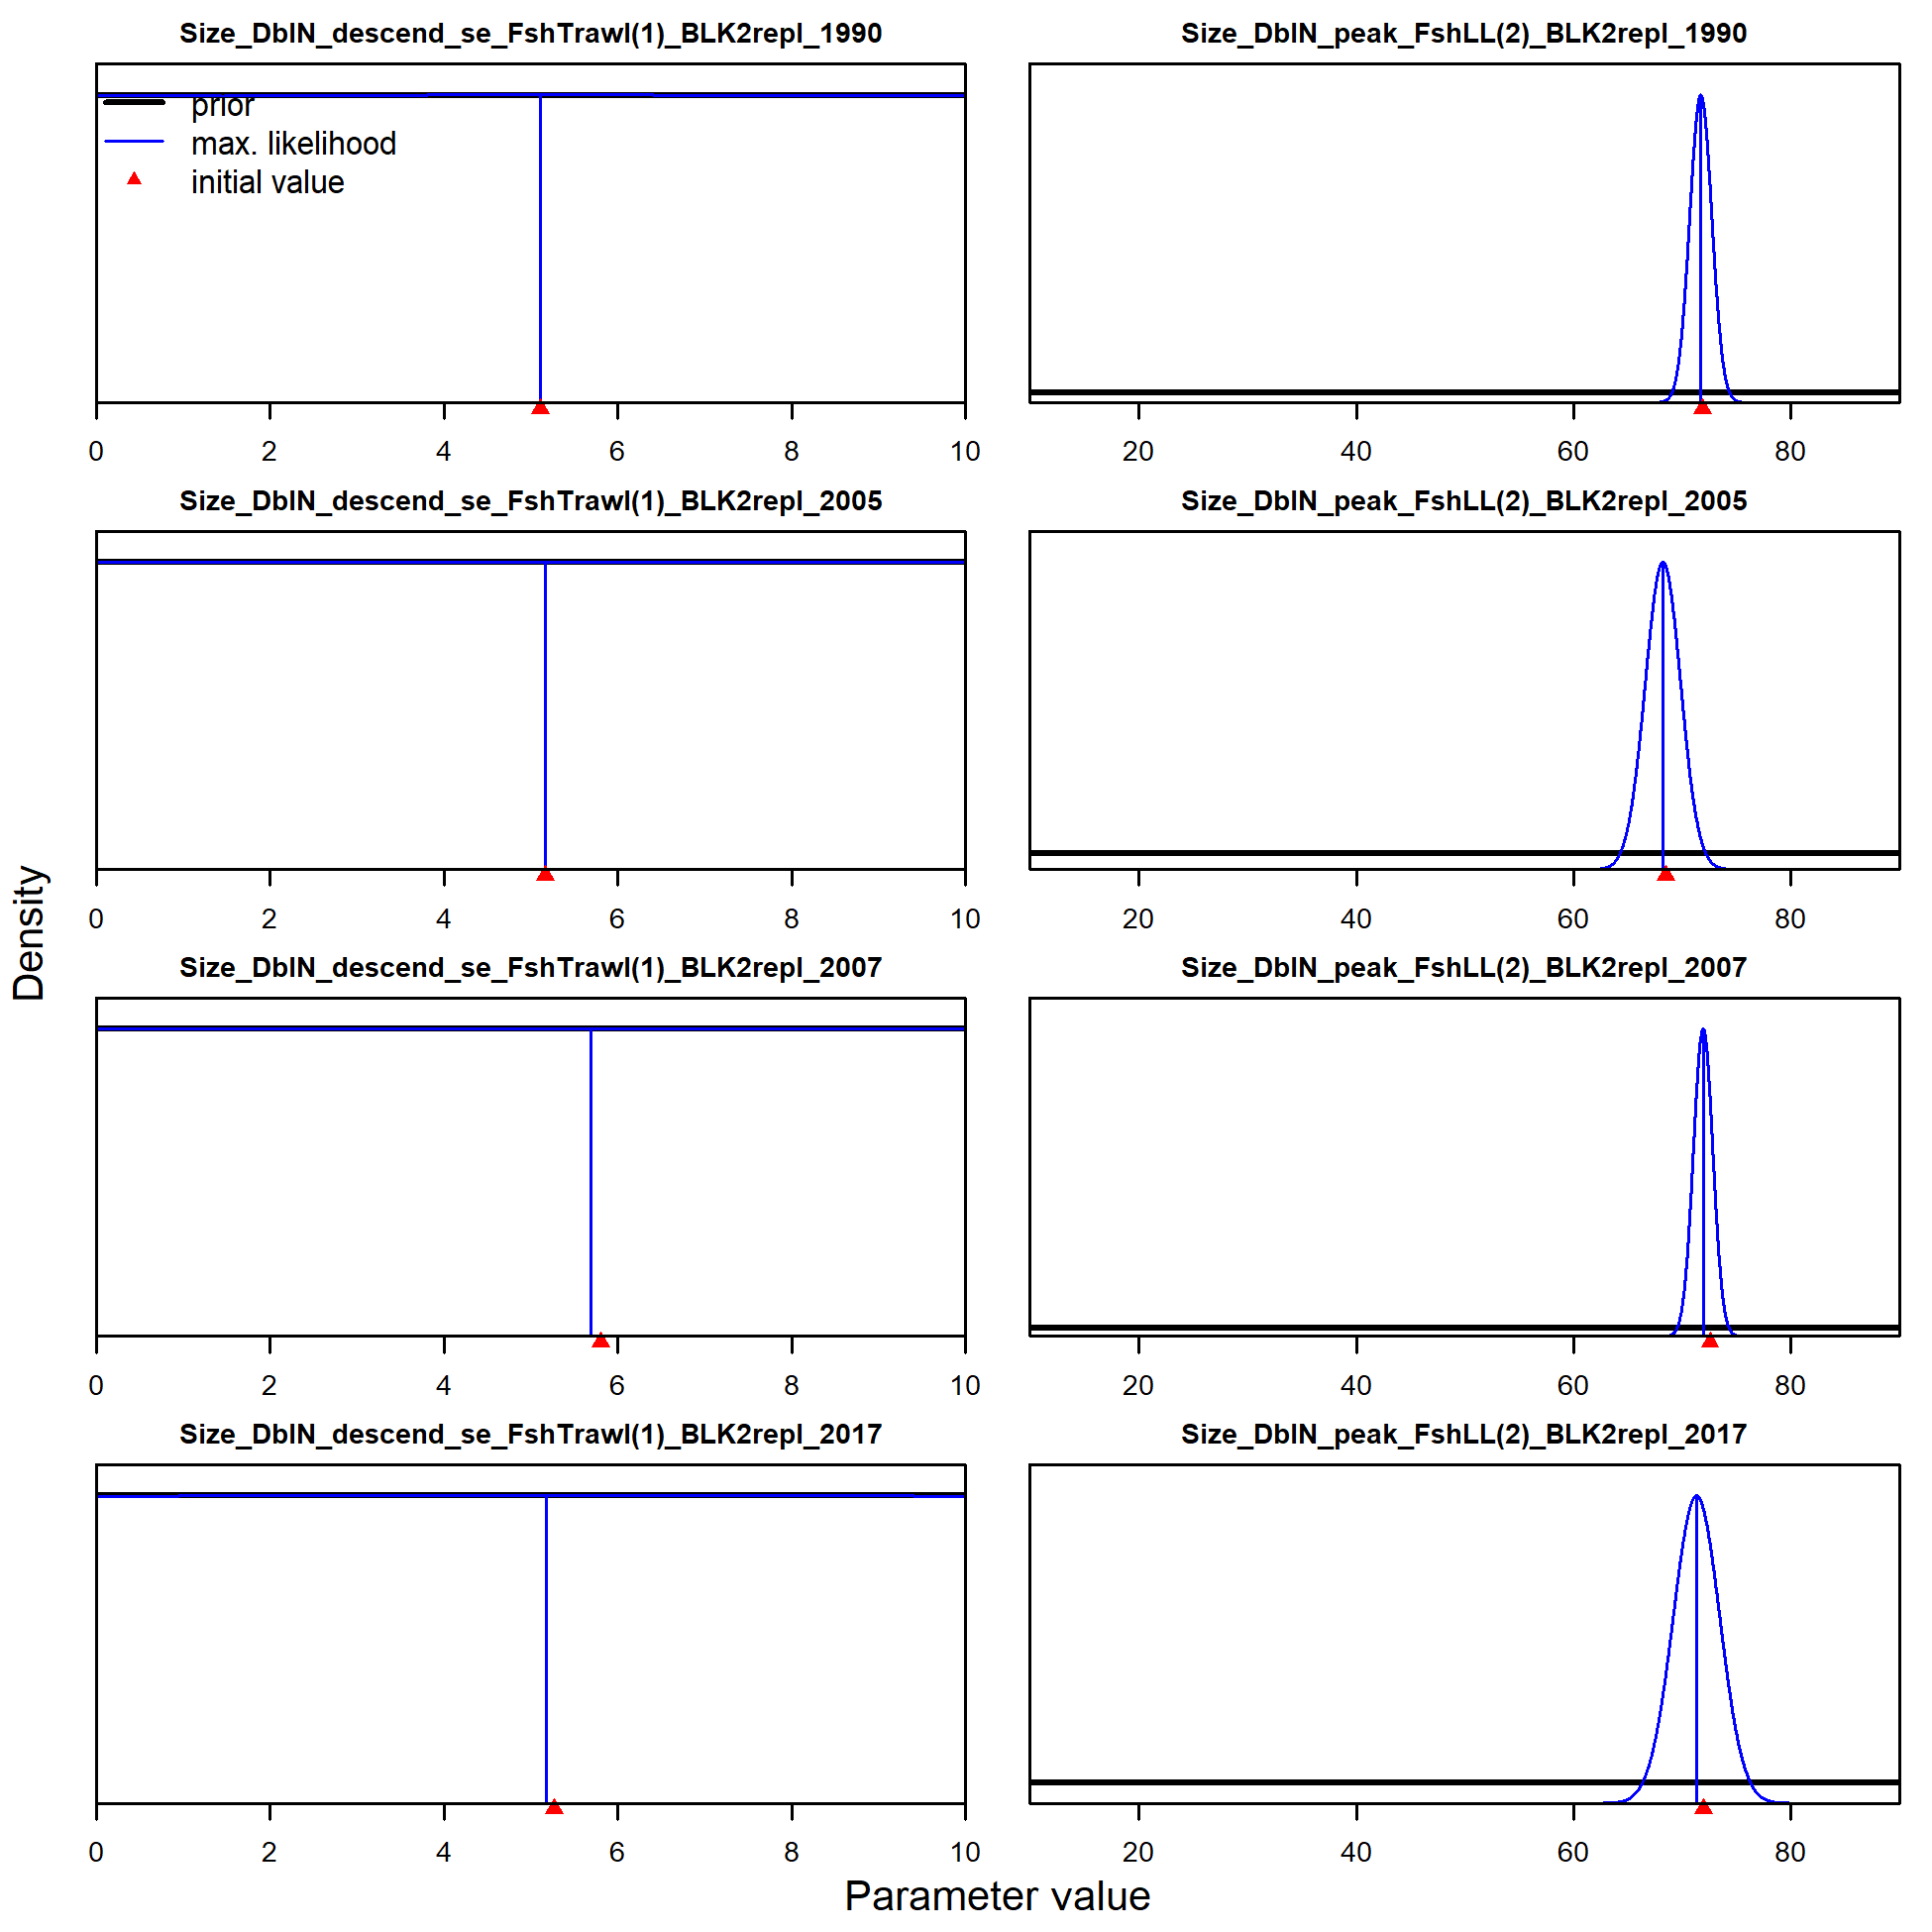 Size_DblN_descend_se_FshTrawl(1)_BLK2repl_1990
prior
max. likelihood
initial value
0 2 4 6 8 10
Size_DblN_peak_FshLL(2)_BLK2repl_1990
20 40 60 80
Size_DblN_descend_se_FshTrawl(1)_BLK2repl_2005
0 2 4 6 8 10
Size_DblN_peak_FshLL(2)_BLK2repl_2005
20 40 60 80
Size_DblN_descend_se_FshTrawl(1)_BLK2repl_2007
0 2 4 6 8 10
Size_DblN_peak_FshLL(2)_BLK2repl_2007
20 40 60 80
Size_DblN_descend_se_FshTrawl(1)_BLK2repl_2017
0 2 4 6 8 10
Size_DblN_peak_FshLL(2)_BLK2repl_2017
20 40 60 80
Density
Parameter value